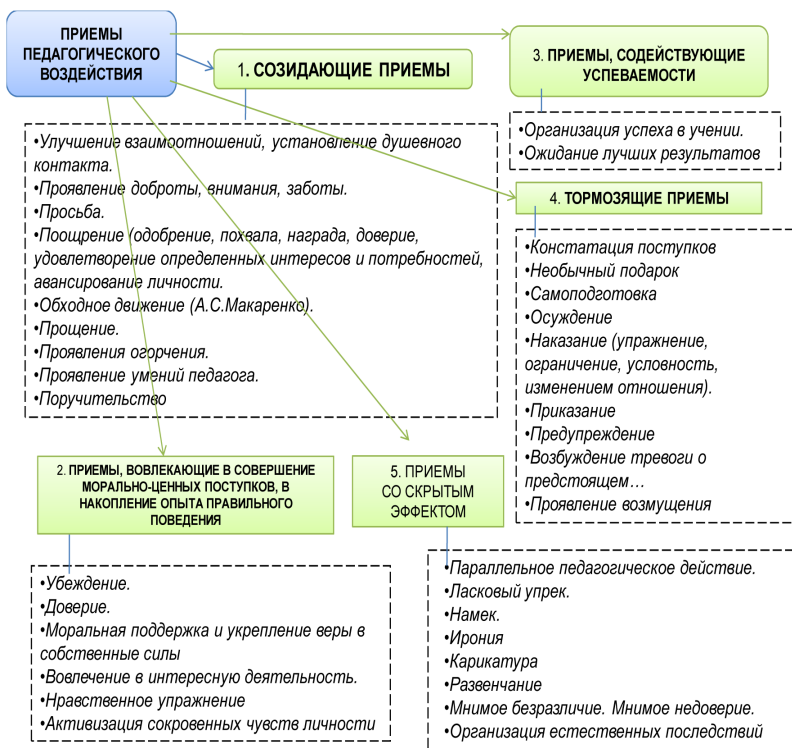 ПРИЕМЫ
ПЕДАГОГИЧЕСКОГО
ВОЗДЕЙСТВИЯ
1. СОЗИДАЮЩИЕ ПРИЕМЫ
•Улучшение взаимоотношений, установление душевного
контакта.
•Проявление доброты, внимания, заботы.
•Просьба.
•Поощрение (одобрение, похвала, награда, доверие,
удовлетворение определенных интересов и потребностей,
авансирование личности.
•Обходное движение (А.С.Макаренко).
•Прощение.
•Проявления огорчения.
•Проявление умений педагога.
•Поручительство
2. ПРИЕМЫ, ВОВЛЕКАЮЩИЕ В СОВЕРШЕНИЕ
МОРАЛЬНО-ЦЕННЫХ ПОСТУПКОВ, В
НАКОПЛЕНИЕ ОПЫТА ПРАВИЛЬНОГО
ПОВЕДЕНИЯ
•Убеждение.
•Доверие.
•Моральная поддержка и укрепление веры в
собственные силы
•Вовлечение в интересную деятельность.
•Нравственное упражнение
•Активизация сокровенных чувств личности
3. ПРИЕМЫ, СОДЕЙСТВУЮЩИЕ
УСПЕВАЕМОСТИ
•Организация успеха в учении.
•Ожидание лучших результатов
4. ТОРМОЗЯЩИЕ ПРИЕМЫ
•Констатация поступков
•Необычный подарок
•Самоподготовка
•Осуждение
•Наказание (упражнение,
ограничение, условность,
изменением отношения).
•Приказание
•Предупреждение
•Возбуждение тревоги о
предстоящем…
•Проявление возмущения
5. ПРИЕМЫ
СО СКРЫТЫМ
ЭФФЕКТОМ
•Параллельное педагогическое действие.
•Ласковый упрек.
•Намек.
•Ирония
•Карикатура
•Развенчание
•Мнимое безразличие. Мнимое недоверие.
•Организация естественных последствий